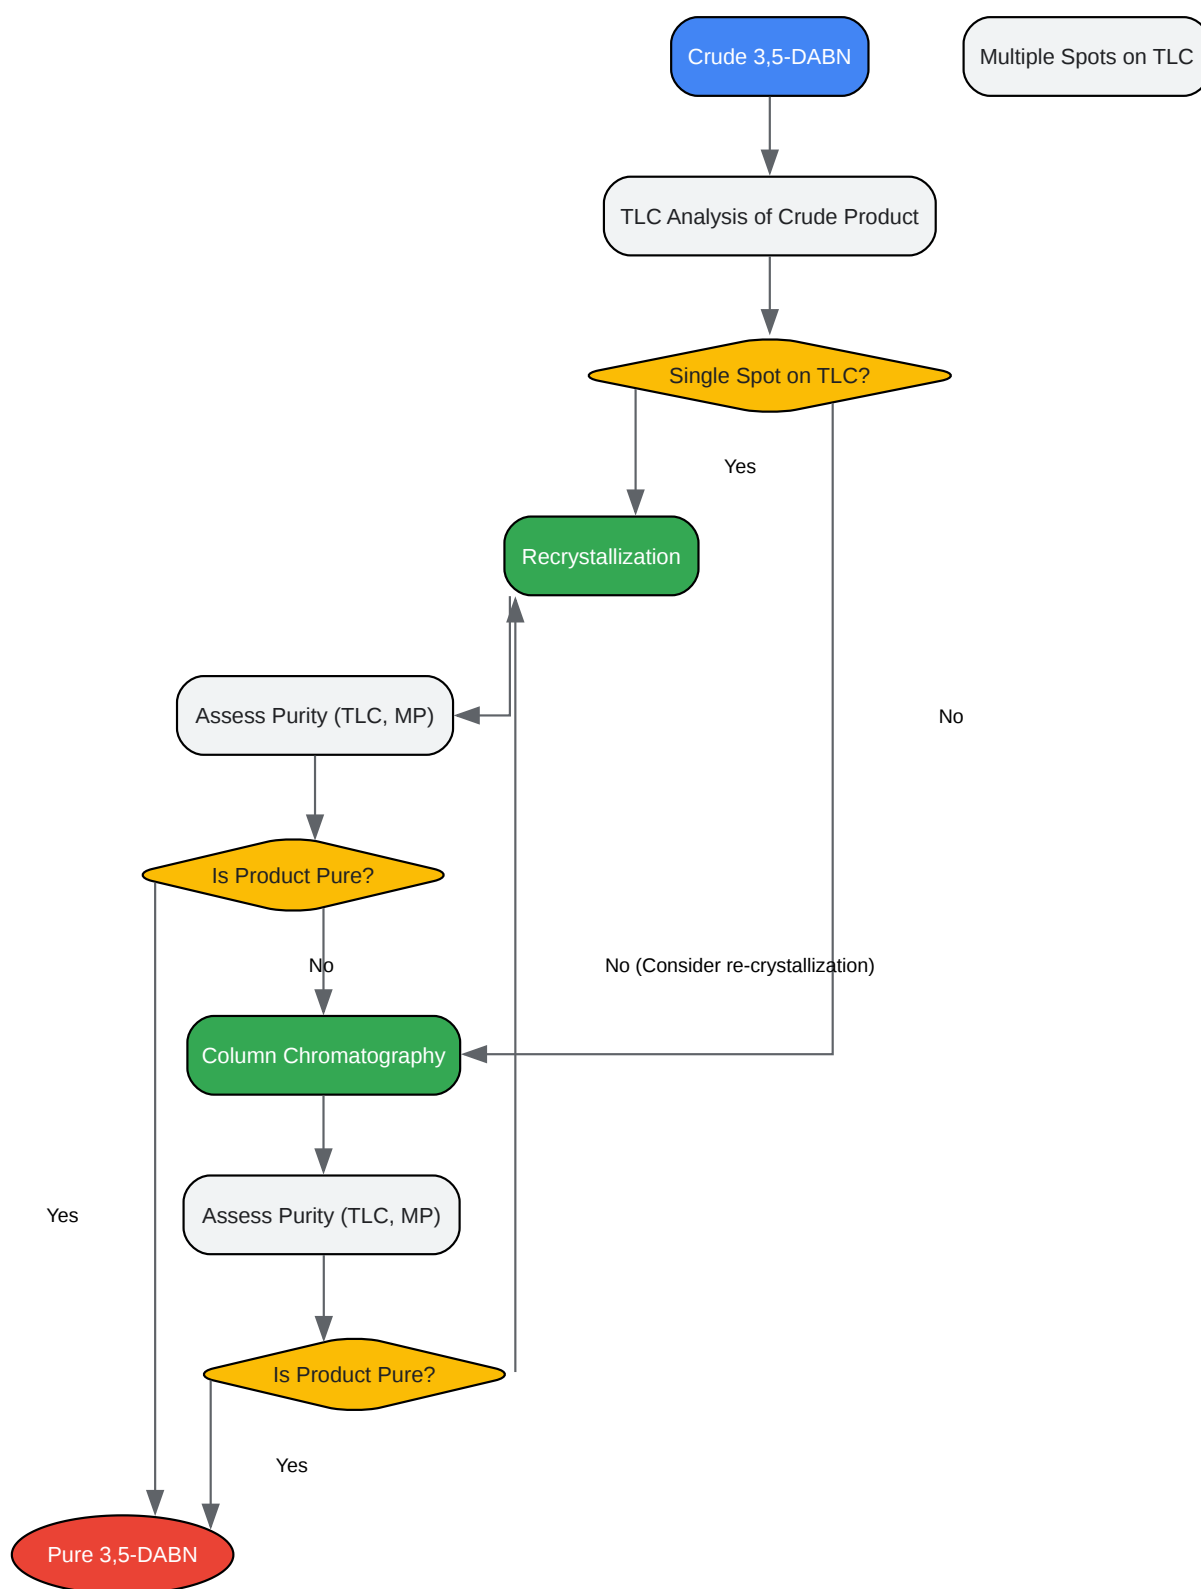 Crude 3,5-DABN
Multiple Spots on TLC
TLC Analysis of Crude Product
Single Spot on TLC?
Yes
Recrystallization
Assess Purity (TLC, MP)
No
Is Product Pure?
No
No (Consider re-crystallization)
Column Chromatography
Assess Purity (TLC, MP)
Yes
Is Product Pure?
Yes
Pure 3,5-DABN